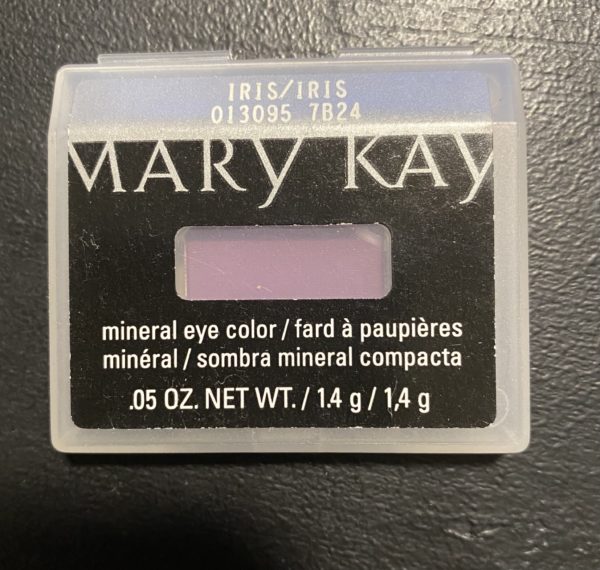 IRIS/IRIS
013095 7B24
MARY KAY
mineral eye color / fard à paupières
minéral / sombra mineral compacta
.05 OZ. NET WT. / 1.4 g / 1,4 g